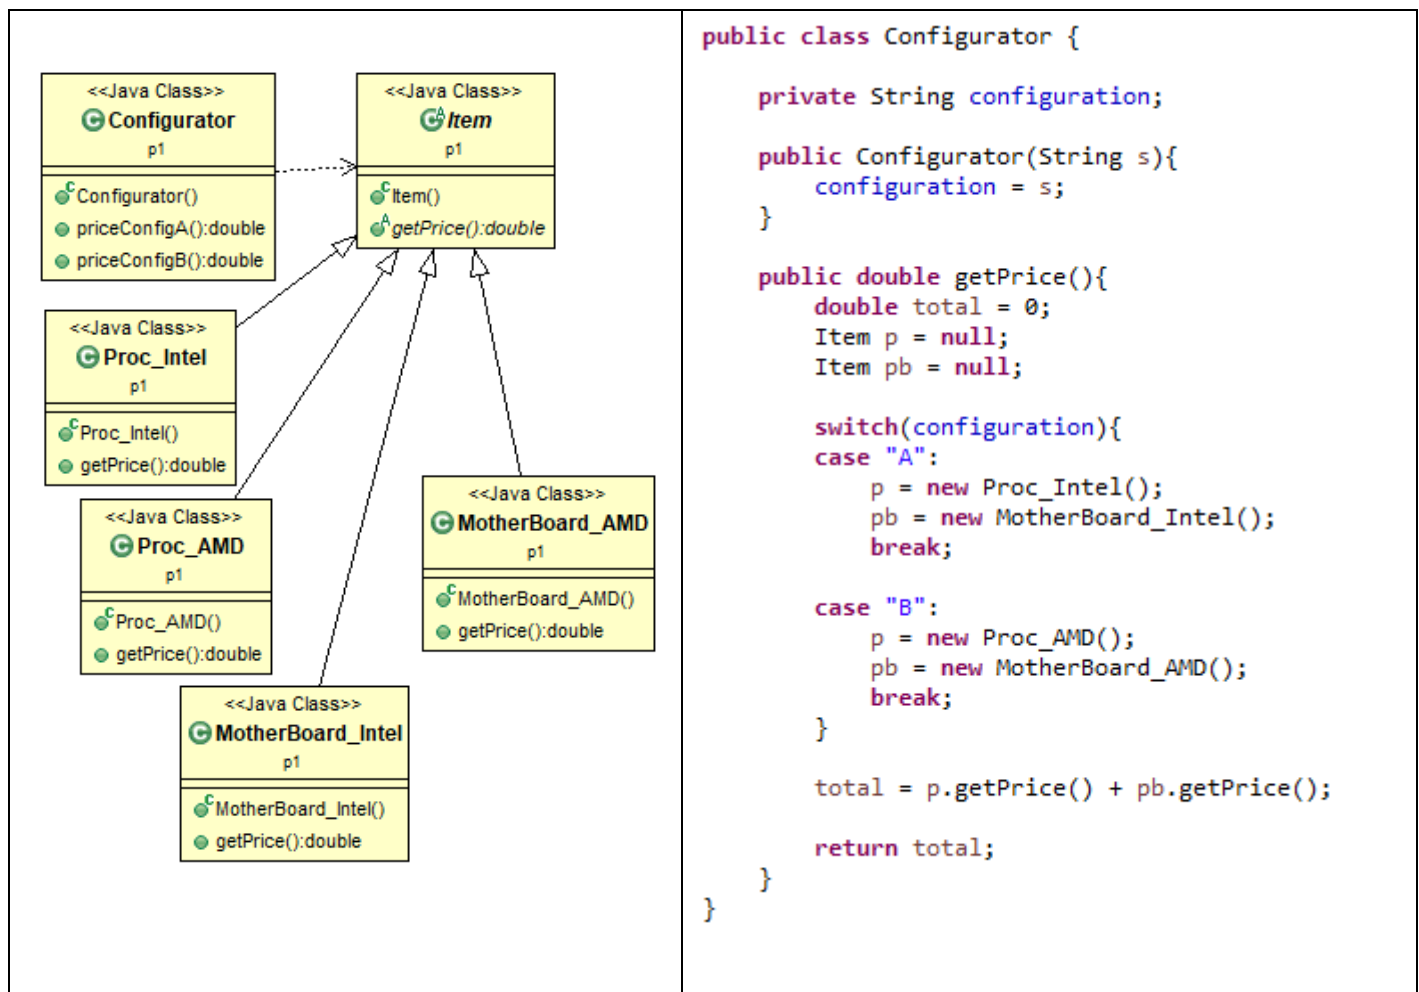 <<Java Class>>
Configurator
p1
Configurator()
priceConfigA():double
priceConfigB():double
<<Java Class>>
Item
p1
Item()
getPrice():double
<<Java Class>>
Proc_Intel
p1
Proc_Intel()
getPrice():double
<<Java Class>>
Proc_AMD
p1
Proc_AMD()
getPrice():double
<<Java Class>>
MotherBoard_AMD
p1
MotherBoard_AMD()
getPrice():double
<<Java Class>>
MotherBoard_Intel
p1
MotherBoard_Intel()
getPrice():double
public class Configurator {
private String configuration;
public Configurator(String s){
configuration = s;
}
public double getPrice(){
double total = 0;
Item p = null;
Item pb = null;
switch(configuration){
case "A":
p = new Proc_Intel();
pb = new MotherBoard_Intel();
break;
case "B":
p = new Proc_AMD();
pb = new MotherBoard_AMD();
break;
}
total = p.getPrice() + pb.getPrice();
return total;
}
}